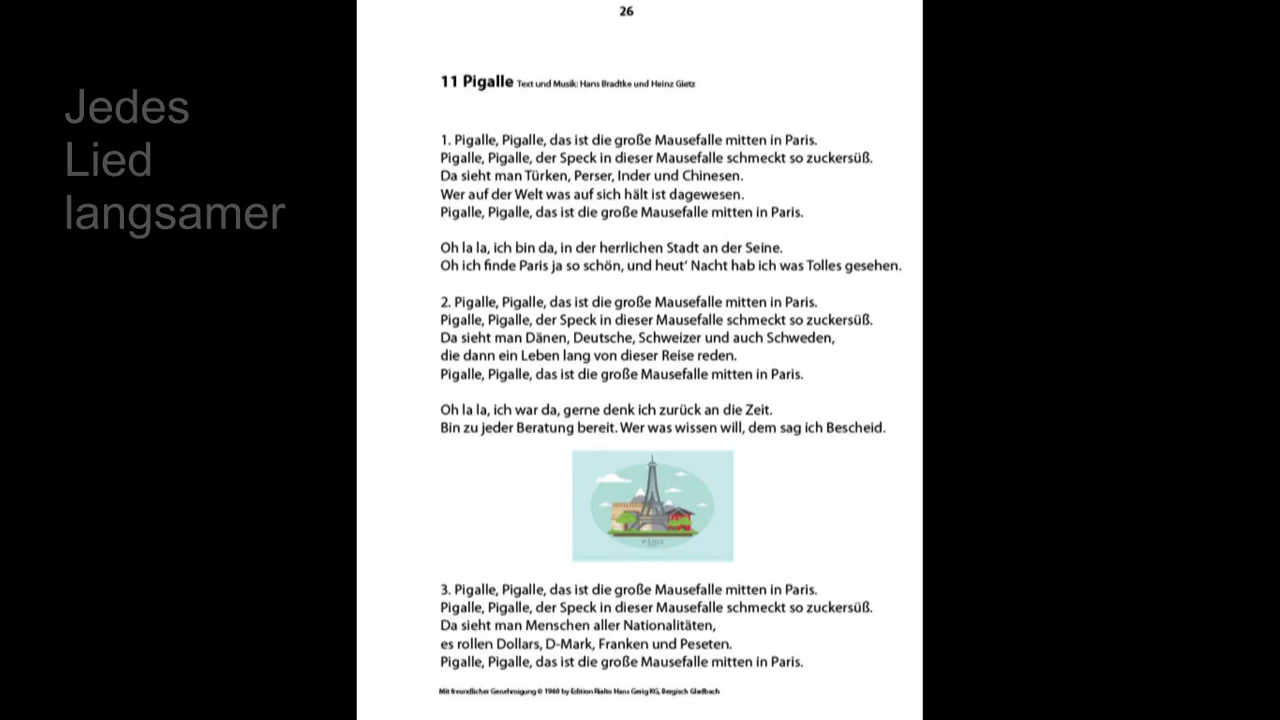 26
Jedes
Lied
langsamer
11 Pigalle Text und Musik: Hans Bradtke und Heinz Gietz
1. Pigalle, Pigalle, das ist die große Mausefalle mitten in Paris.
Pigalle, Pigalle, der Speck in dieser Mausefalle schmeckt so zuckersüß.
Da sieht man Türken, Perser, Inder und Chinesen.
Wer auf der Welt was auf sich hält ist dagewesen.
Pigalle, Pigalle, das ist die große Mausefalle mitten in Paris.
Oh la la, ich bin da, in der herrlichen Stadt an der Seine.
Oh ich finde Paris ja so schön, und heut' Nacht hab ich was Tolles gesehen.
2. Pigalle, Pigalle, das ist die große Mausefalle mitten in Paris.
Pigalle, Pigalle, der Speck in dieser Mausefalle schmeckt so zuckersüß.
Da sieht man Dänen, Deutsche, Schweizer und auch Schweden,
die dann ein Leben lang von dieser Reise reden.
Pigalle, Pigalle, das ist die große Mausefalle mitten in Paris.
Oh la la, ich war da, gerne denk ich zurück an die Zeit.
Bin zu jeder Beratung bereit. Wer was wissen will, dem sag ich Bescheid.
PARIS
3. Pigalle, Pigalle, das ist die große Mausefalle mitten in Paris.
Pigalle, Pigalle, der Speck in dieser Mausefalle schmeckt so zuckersüß.
Da sieht man Menschen aller Nationalitäten,
es rollen Dollars, D-Mark, Franken und Peseten.
Pigalle, Pigalle, das ist die große Mausefalle mitten in Paris.
Mit freundlicher Genehmigung © 1960 by Edition Rialto Hans Gerig KG, Bergisch Gladbach